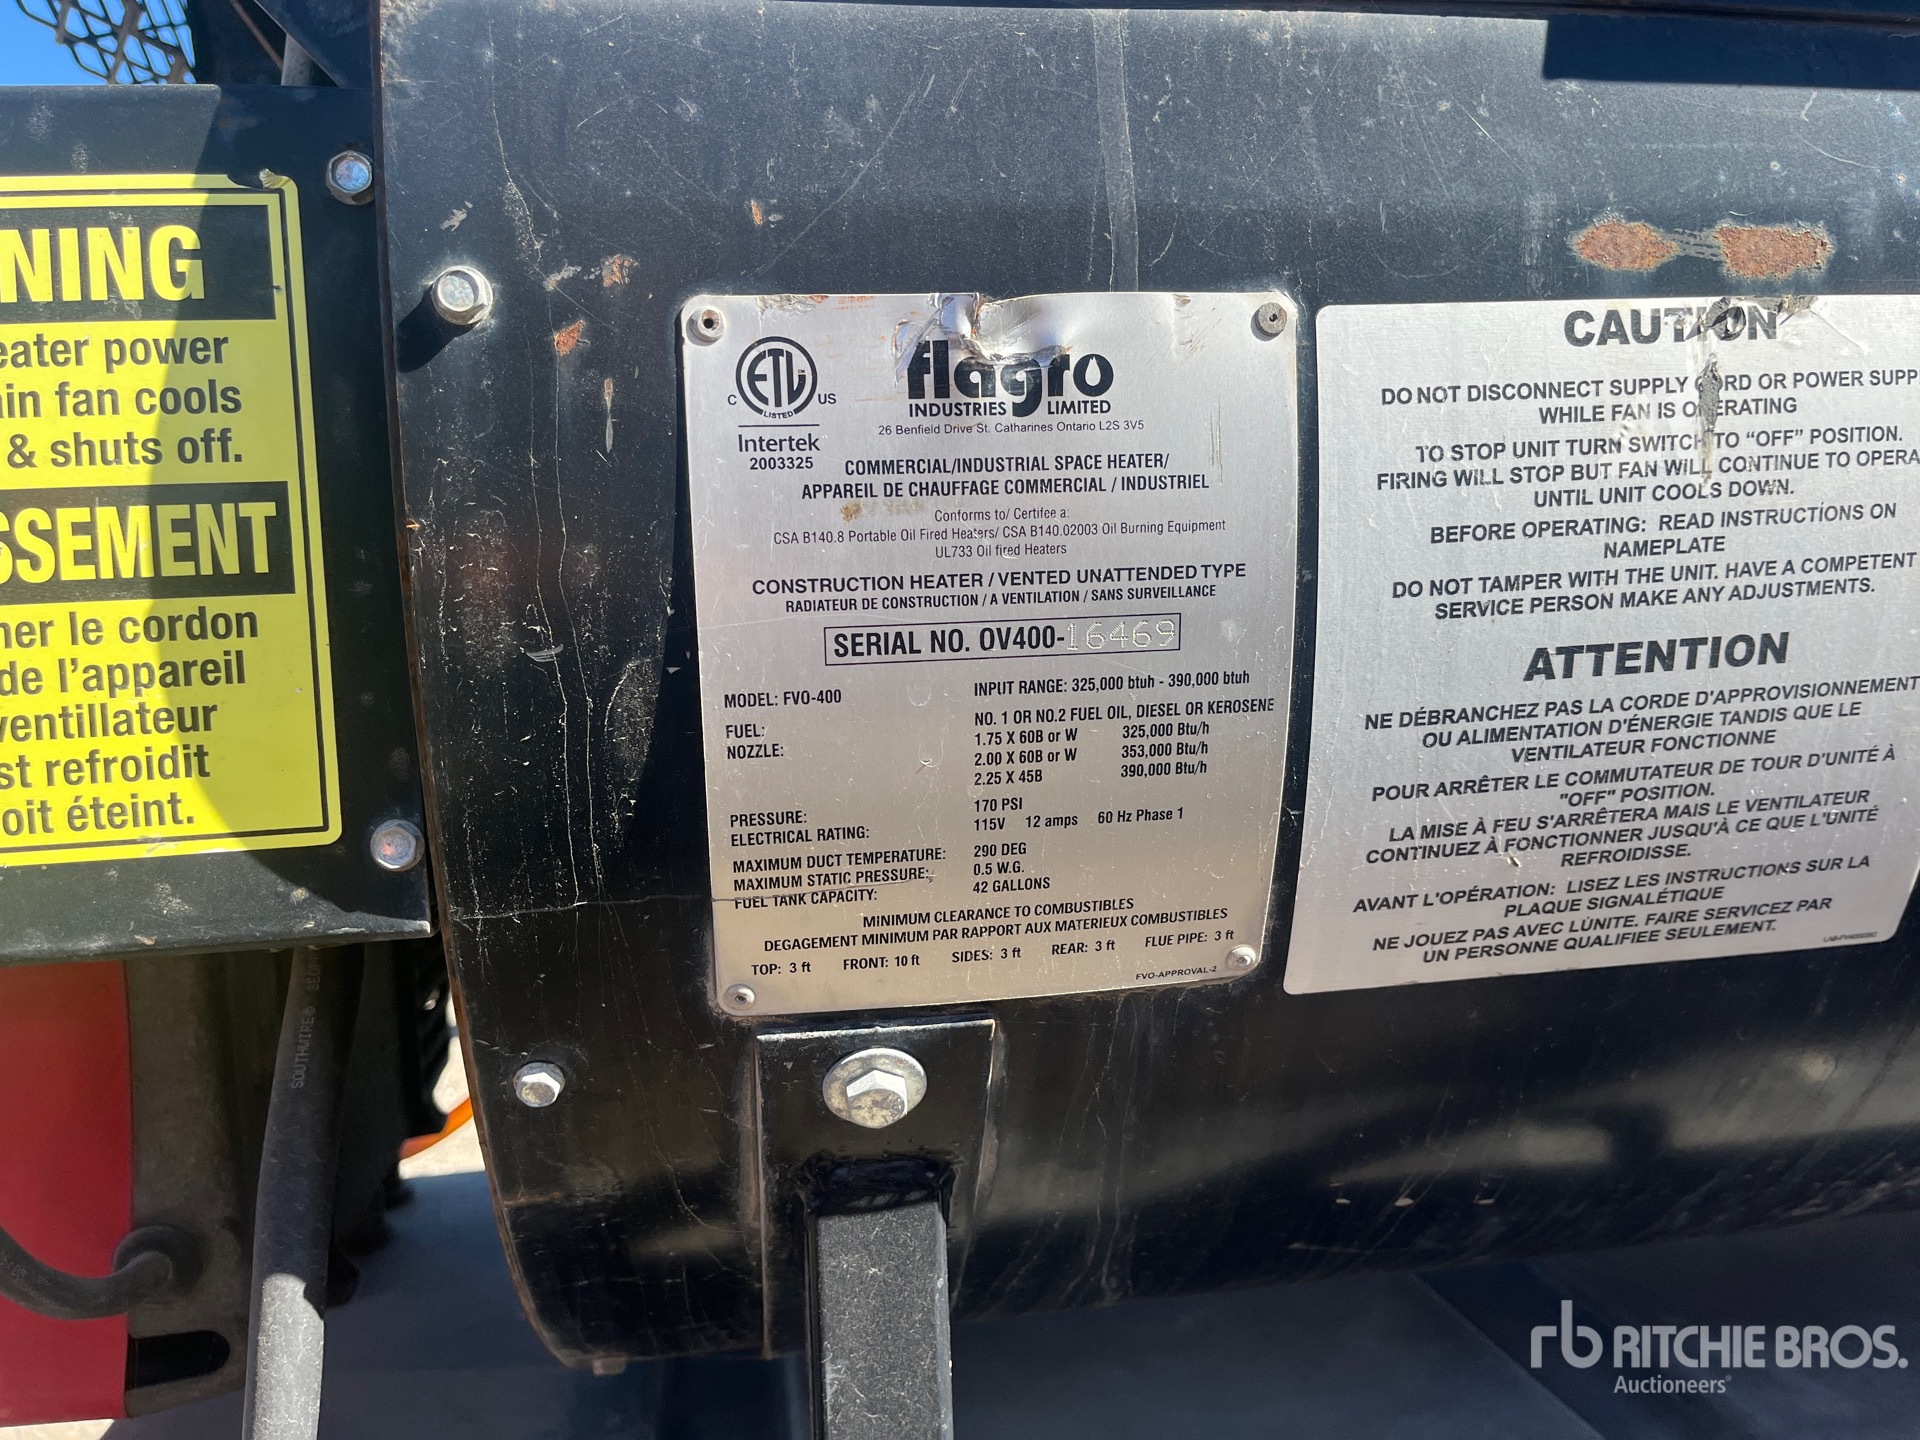 NING
eater power
ain fan cools
& shuts off.
SSEMENT
her le cordon
de l'appareil
ventillateur
st refroidit
oit éteint.
SOUTHWIRE®
ETL
CM
LISTED
C
US
Intertek
2003325
flagro
INDUSTRIES LIMITED
26 Benfield Drive St. Catharines Ontario L2S 3V5
COMMERCIAL/INDUSTRIAL SPACE HEATER/
APPAREIL DE CHAUFFAGE COMMERCIAL / INDUSTRIEL
Conforms to/ Certifee a:
CSA B140.8 Portable Oil Fired Heaters/ CSA B140.02003 Oil Burning Equipment
UL733 Oil fired Heaters
CONSTRUCTION HEATER / VENTED UNATTENDED TYPE
RADIATEUR DE CONSTRUCTION / A VENTILATION / SANS SURVEILLANCE
SERIAL NO. OV400-16469
MODEL: FVO-400 INPUT RANGE: 325,000 btuh - 390,000 btuh
FUEL: NO. 1 OR NO.2 FUEL OIL, DIESEL OR KEROSENE
NOZZLE: 1.75 X 60B or W 325,000 Btu/h
2.00 X 60B or W 353,000 Btu/h
2.25 X 45B 390,000 Btu/h
PRESSURE: 170 PSI
ELECTRICAL RATING: 115V 12 amps 60 Hz Phase 1
MAXIMUM DUCT TEMPERATURE: 290 DEG
MAXIMUM STATIC PRESSURE: 0.5 W.G.
FUEL TANK CAPACITY: 42 GALLONS
MINIMUM CLEARANCE TO COMBUSTIBLES
DEGAGEMENT MINIMUM PAR RAPPORT AUX MATERIEUX COMBUSTIBLES
TOP: 3 ft FRONT: 10 ft SIDES: 3 ft REAR: 3 ft FLUE PIPE: 3 ft
FVO-APPROVAL-2
CAUTION
DO NOT DISCONNECT SUPPLY CORD OR POWER SUPP
WHILE FAN IS OPERATING
TO STOP UNIT TURN SWITCH TO “OFF” POSITION.
FIRING WILL STOP BUT FAN WILL CONTINUE TO OPERA
UNTIL UNIT COOLS DOWN.
BEFORE OPERATING: READ INSTRUCTIONS ON
NAMEPLATE
DO NOT TAMPER WITH THE UNIT. HAVE A COMPETENT
SERVICE PERSON MAKE ANY ADJUSTMENTS.
ATTENTION
NE DÉBRANCHEZ PAS LA CORDE D'APPROVISIONNEMENT
OU ALIMENTATION D'ÉNERGIE TANDIS QUE LE
VENTILATEUR FONCTIONNE
POUR ARRÊTER LE COMMUTATEUR DE TOUR D'UNITÉ À
"OFF" POSITION.
LA MISE À FEU S'ARRÊTERA MAIS LE VENTILATEUR
CONTINUEZ À FONCTIONNER JUSQU'À CE QUE L'ÙNITÉ
REFROIDISSE.
AVANT L'OPÉRATION: LISEZ LES INSTRUCTIONS SUR LA
PLAQUE SIGNALÉTIQUE
NE JOUEZ PAS AVEC LÙNITE. FAIRE SERVICEZ PAR
UN PERSONNE QUALIFIEE SEULEMENT.
rb RITCHIE BROS.
Auctioneers®